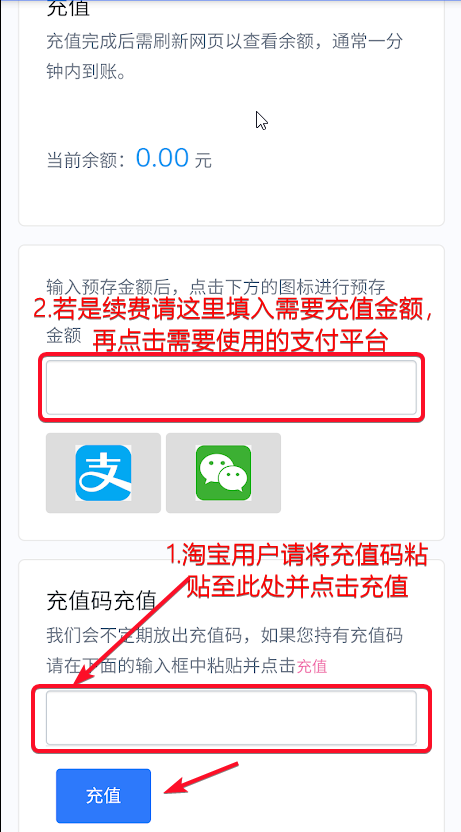 充值
充值完成后需刷新网页以查看余额，通常一分
钟内到账。
当前余额：0.00 元
输入预存金额后，点击下方的图标进行预存
2.若是续费请这里填入需要充值金额，
金额
再点击需要使用的支付平台
支
1.淘宝用户请将充值码粘
贴至此处并点击充值
充值码充值
我们会不定期放出充值码，如果您持有充值码
请在下面的输入框中粘贴并点击充值
充值